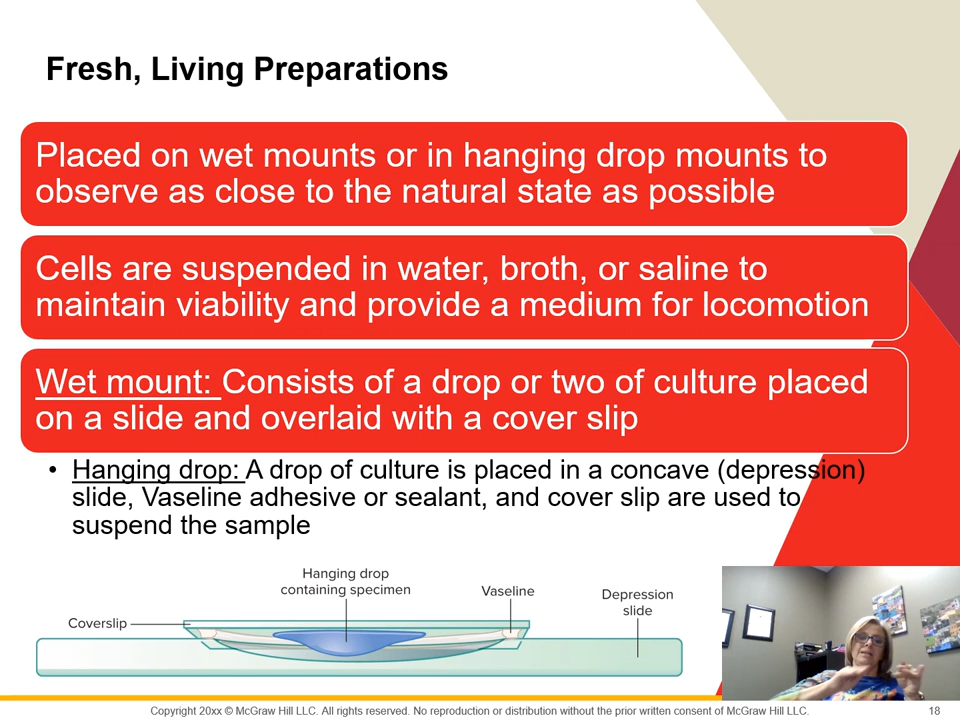 Fresh, Living Preparations
Placed on wet mounts or in hanging drop mounts to
observe as close to the natural state as possible
Cells are suspended in water, broth, or saline to
maintain viability and provide a medium for locomotion
Wet mount: Consists of a drop or two of culture placed
on a slide and overlaid with a cover slip
• Hanging drop: A drop of culture is placed in a concave (depression)
slide, Vaseline adhesive or sealant, and cover slip are used to
suspend the sample
Hanging drop
containing specimen
Vaseline
Depression
slide
Coverslip
Copyright 20xx © McGraw Hill LLC. All rights reserved. No reproduction or distribution without the prior written consent of McGraw Hill LLC.
18